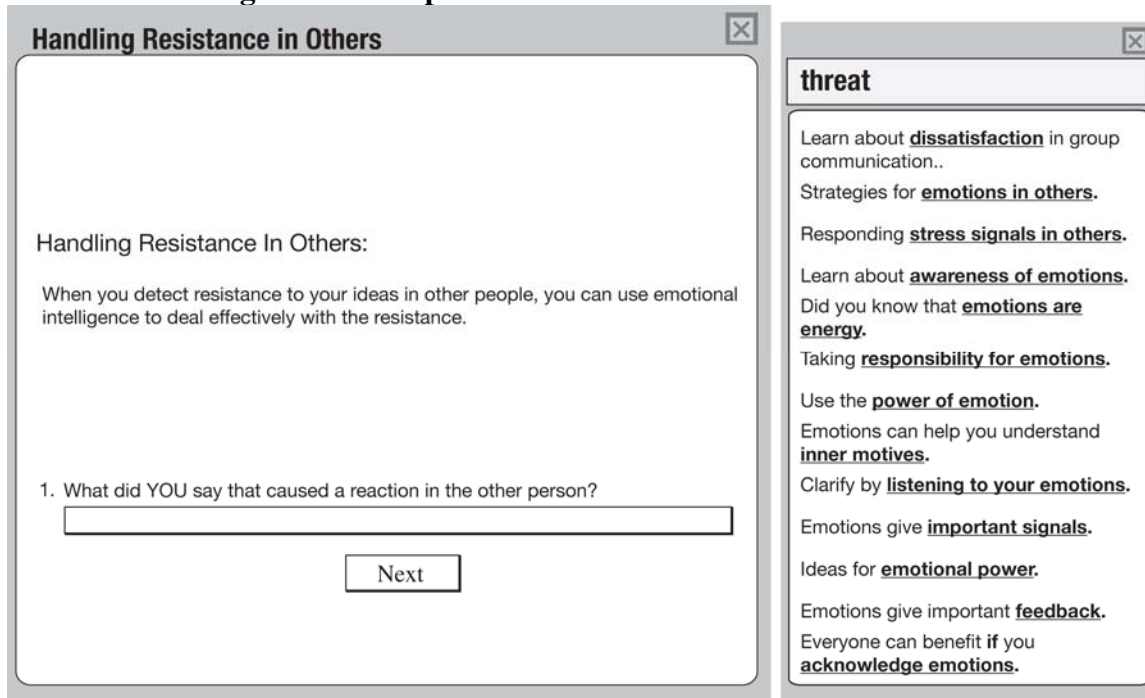 Handling Resistance in Others
Handling Resistance In Others:
When you detect resistance to your ideas in other people, you can use emotional
intelligence to deal effectively with the resistance.
1. What did YOU say that caused a reaction in the other person?
Next
threat
Learn about dissatisfaction in group
communication..
Strategies for emotions in others.
Responding stress signals in others.
Learn about awareness of emotions.
Did you know that emotions are
energy.
Taking responsibility for emotions.
Use the power of emotion.
Emotions can help you understand
inner motives.
Clarify by listening to your emotions.
Emotions give important signals.
Ideas for emotional power.
Emotions give important feedback.
Everyone can benefit if you
acknowledge emotions.